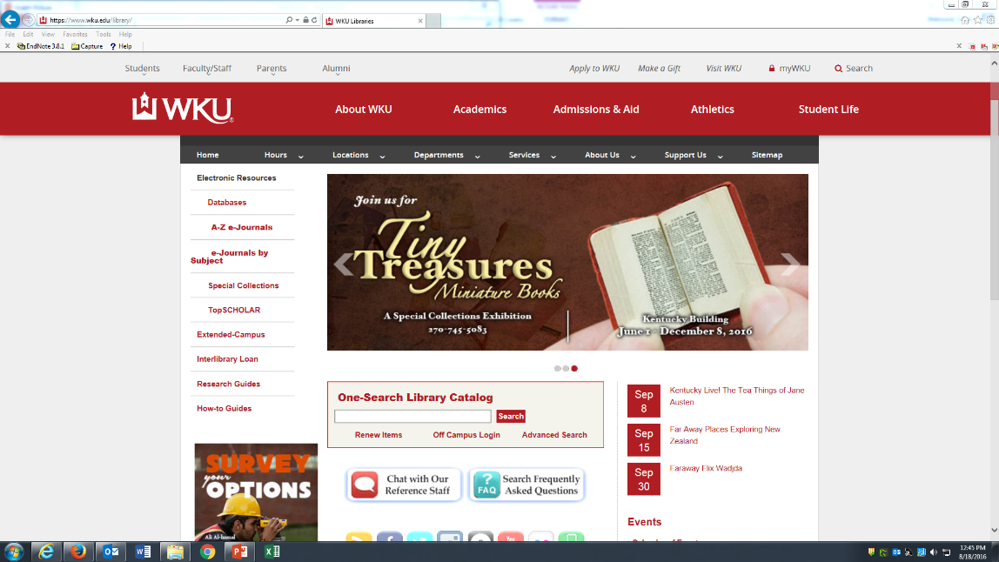 https://www.wku.edu/library/
WKU Libraries
File Edit View Favorites Tools Help
EndNote 3.8.1 Capture ? Help
Students Faculty/Staff Parents Alumni Apply to WKU Make a Gift Visit WKU myWKU Search
WKU
About WKU Academics Admissions & Aid Athletics Student Life
Home Hours Locations Departments Services About Us Support Us Sitemap
Electronic Resources
Databases
A-Z e-Journals
e-Journals by
Subject
Special Collections
TopSCHOLAR
Extended-Campus
Interlibrary Loan
Research Guides
How-to Guides
Join us for
Tiny
Treasures
Miniature Books
A Special Collections Exhibition
270-745-5083
Kentucky Building
June 1 - December 8, 2016
One-Search Library Catalog
Search
Renew Items Off Campus Login Advanced Search
Chat with Our
Reference Staff
Search Frequently
Asked Questions
FAQ
Sep
8
Kentucky Live! The Tea Things of Jane
Austen
Sep
15
Far Away Places Exploring New
Zealand
Sep
30
Faraway Flix Wadjda
Events
SURVEY
your
OPTIONS
Ali Al-hamal
12:45 PM
8/18/2016